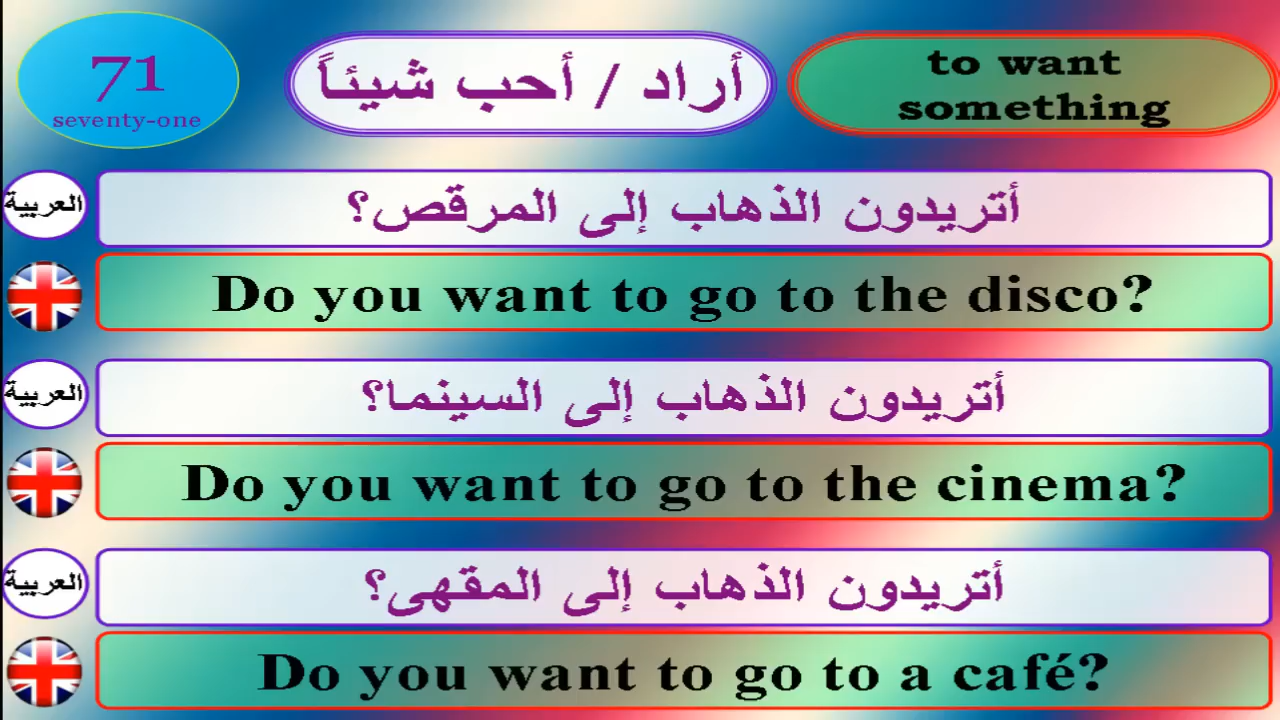 71
seventy-one
أراد / أحب شيئاً
to want
something
العربية
أتريدون الذهاب إلى المرقص؟
Do you want to go to the disco?
العربية
أتريدون الذهاب إلى السينما؟
Do you want to go to the cinema?
العربية
أتريدون الذهاب إلى المقهى؟
Do you want to go to a café?